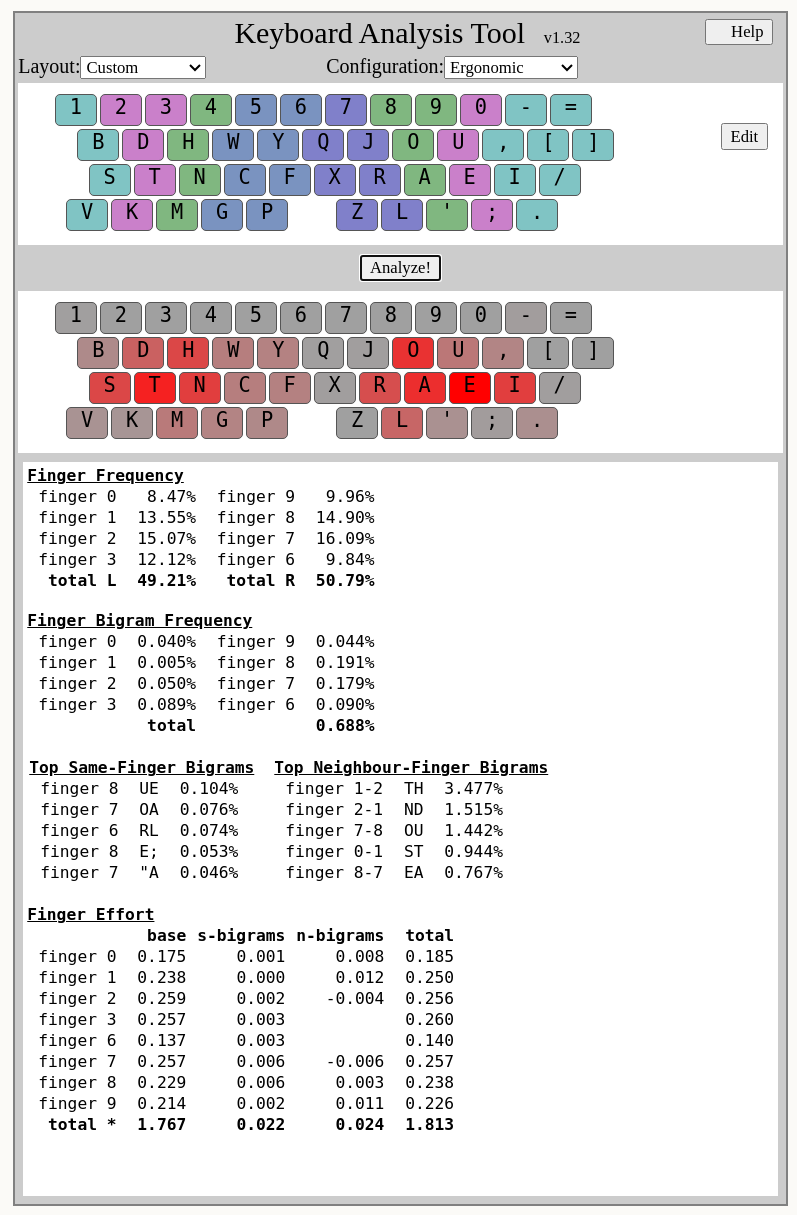 Keyboard Analysis Tool v1.32 Help
Layout: Custom Configuration: Ergonomic
1 2 3 4 5 6 7 8 9 0 - =
Edit
B D H W Y Q J O U , [ ]
S T N C F X R A E I /
V K M G P Z L ' ; .
Analyze!
1 2 3 4 5 6 7 8 9 0 - =
B D H W Y Q J O U , [ ]
S T N C F X R A E I /
V K M G P Z L ' ; .
Finger Frequency
finger 0 8.47% finger 9 9.96%
finger 1 13.55% finger 8 14.90%
finger 2 15.07% finger 7 16.09%
finger 3 12.12% finger 6 9.84%
total L 49.21% total R 50.79%
Finger Bigram Frequency
finger 0 0.040% finger 9 0.044%
finger 1 0.005% finger 8 0.191%
finger 2 0.050% finger 7 0.179%
finger 3 0.089% finger 6 0.090%
total 0.688%
Top Same-Finger Bigrams Top Neighbour-Finger Bigrams
finger 8 UE 0.104% finger 1-2 TH 3.477%
finger 7 OA 0.076% finger 2-1 ND 1.515%
finger 6 RL 0.074% finger 7-8 OU 1.442%
finger 8 E; 0.053% finger 0-1 ST 0.944%
finger 7 "A 0.046% finger 8-7 EA 0.767%
Finger Effort
base s-bigrams n-bigrams total
finger 0 0.175 0.001 0.008 0.185
finger 1 0.238 0.000 0.012 0.250
finger 2 0.259 0.002 -0.004 0.256
finger 3 0.257 0.003 0.260
finger 6 0.137 0.003 0.140
finger 7 0.257 0.006 -0.006 0.257
finger 8 0.229 0.006 0.003 0.238
finger 9 0.214 0.002 0.011 0.226
total * 1.767 0.022 0.024 1.813